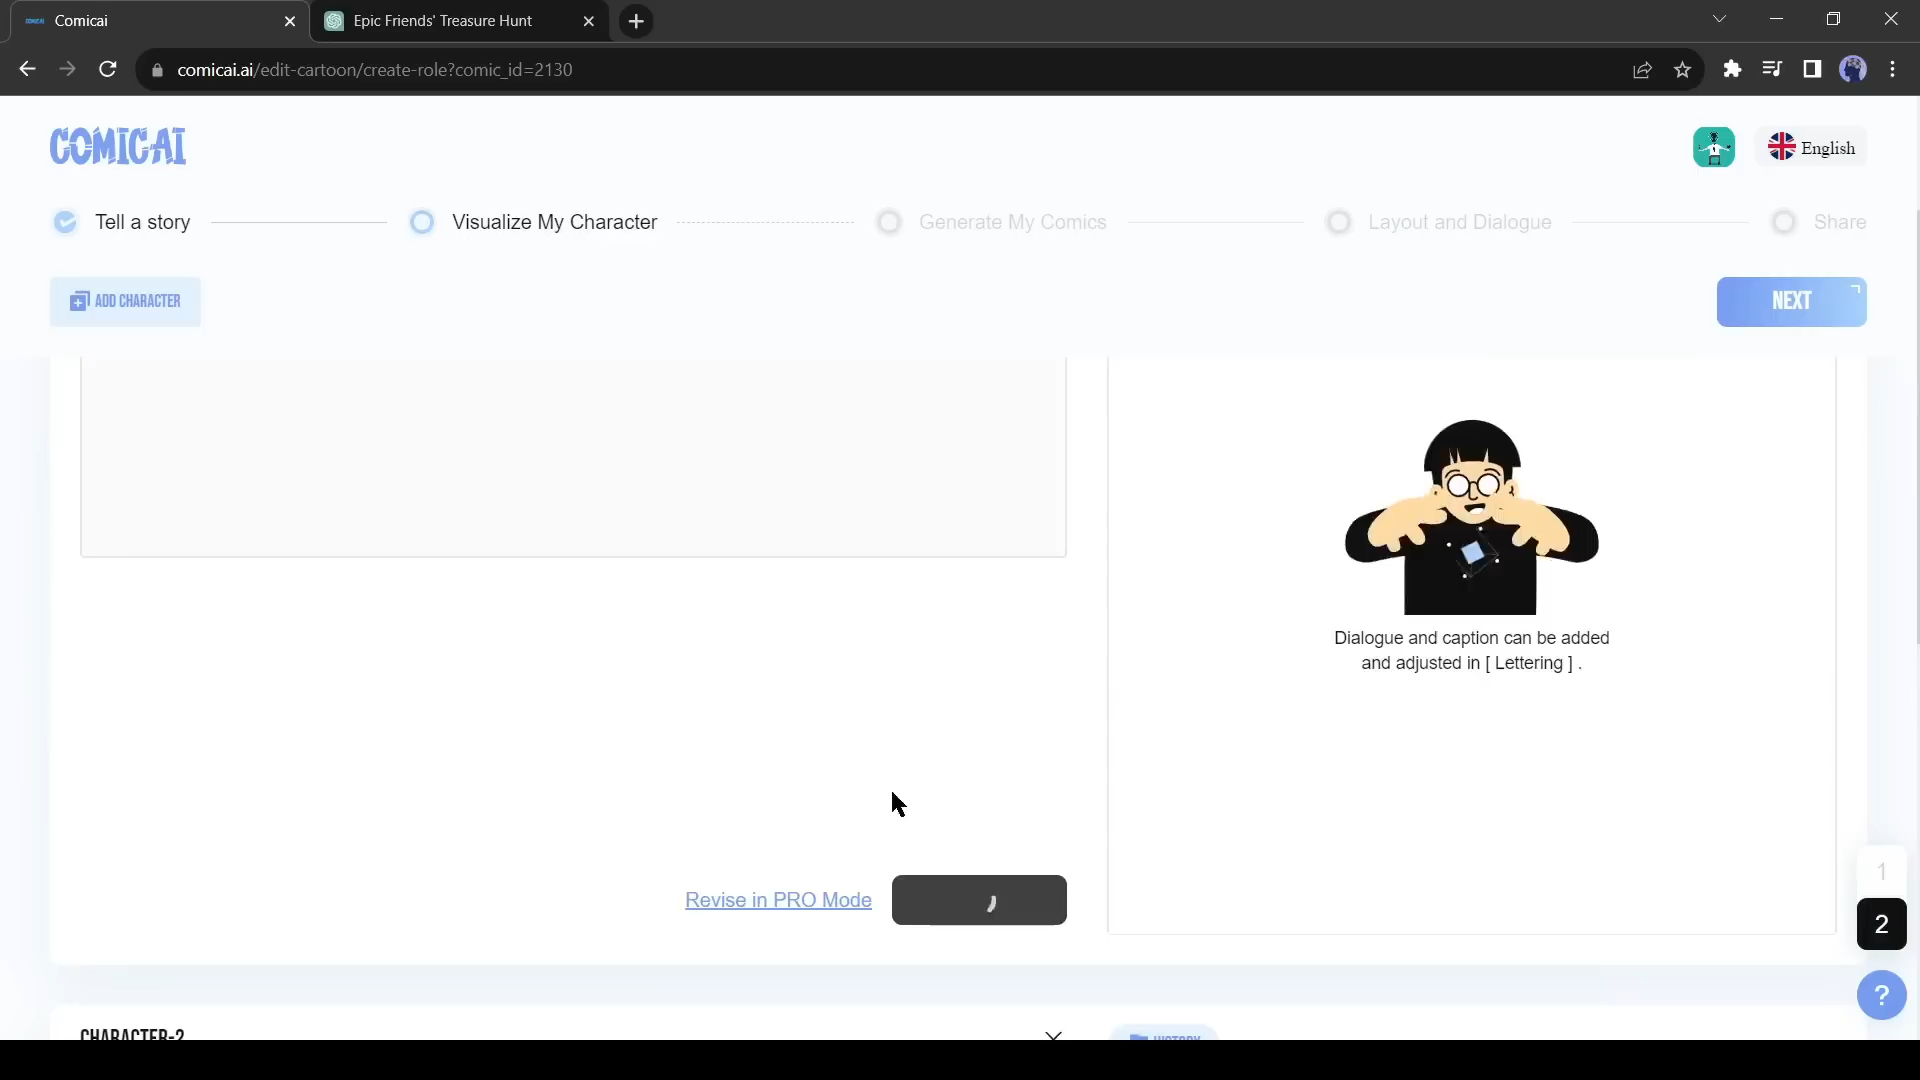 Comicai
Epic Friends' Treasure Hunt
comicai.ai/edit-cartoon/create-role?comic_id=2130
COMICAI
English
Tell a story
Visualize My Character
Generate My Comics
Layout and Dialogue
Share
ADD CHARACTER
NEXT
Dialogue and caption can be added
and adjusted in [ Lettering ] .
Revise in PRO Mode
1
2
?
CHARACTER-2
HISTORY